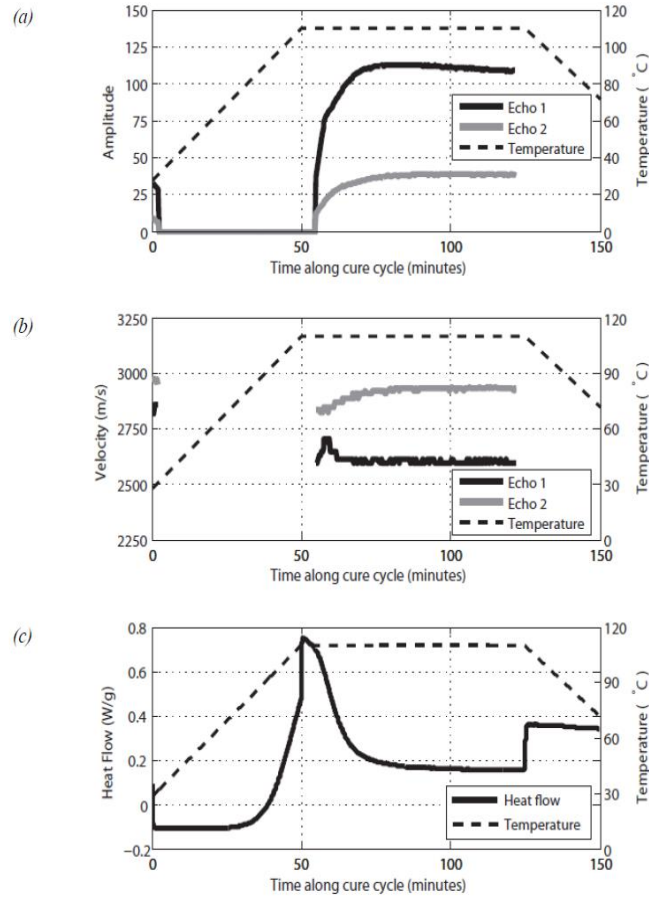 (a)
150
125
100
75
50
25
0
Amplitude
120
110
90
60
30
0
Temperature ( °C)
Echo 1
Echo 2
Temperature
0
50
100
150
Time along cure cycle (minutes)
(b)
3250
3000
2750
2500
2250
Velocity (m/s)
120
90
60
30
0
Temperature ( °C)
Echo 1
Echo 2
Temperature
0
50
100
150
Time along cure cycle (minutes)
(c)
0.8
0.6
0.4
0.2
0
−0.2
Heat Flow (W/g)
120
110
90
60
30
0
Temperature ( °C)
Heat flow
Temperature
0
50
100
150
Time along cure cycle (minutes)